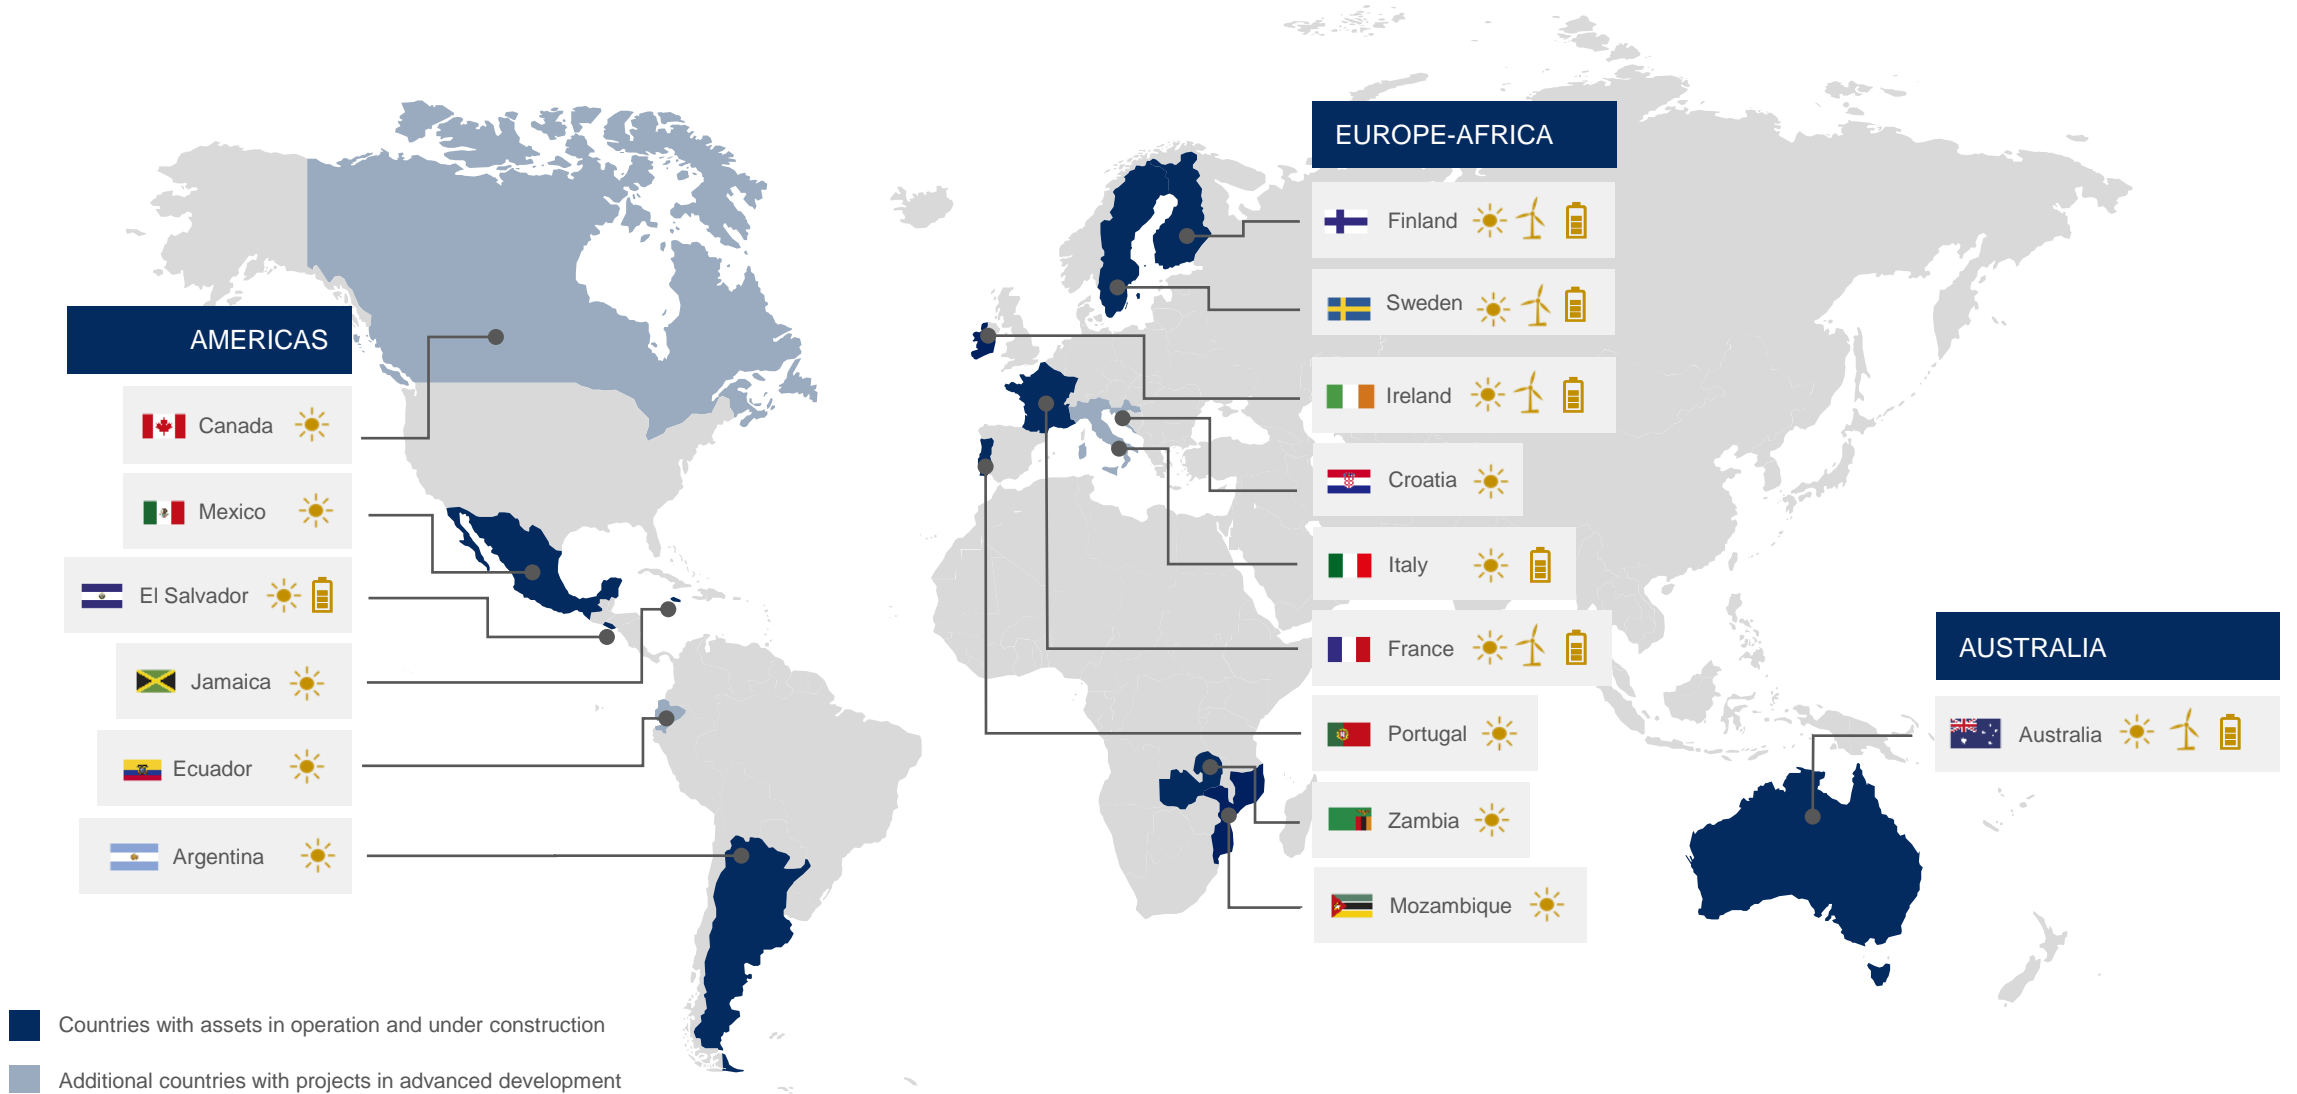 AMERICAS
Canada
Mexico
El Salvador
Jamaica
Ecuador
Argentina
EUROPE-AFRICA
Finland
Sweden
Ireland
Croatia
Italy
France
Portugal
Zambia
Mozambique
AUSTRALIA
Australia
Countries with assets in operation and under construction
Additional countries with projects in advanced development